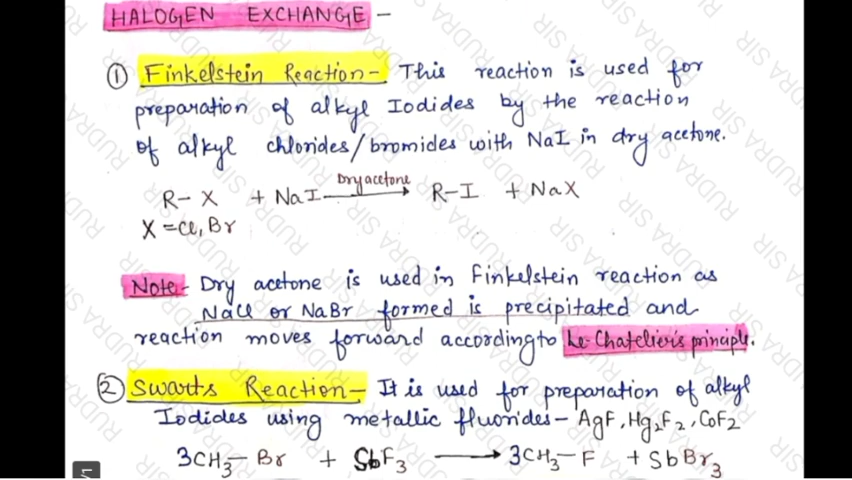 HALOGEN EXCHANGE -
① Finkelstein Reaction - This reaction is used for
preparation of alkyl Iodides by the reaction
of alkyl chlorides/bromides with NaI in dry acetone.
Dry acetone
R-X + NaI ⟶ R-I + NaX
X = Cl, Br
Note - Dry acetone is used in Finkelstein reaction as
NaCl or NaBr formed is precipitated and
reaction moves forward according to Le-Chatelier's principle.
② Swarts Reaction - It is used for preparation of alkyl
Iodides using metallic fluorides - AgF, Hg2F2, CoF2
3CH3-Br + SbF3 ⟶ 3CH3-F + SbBr3
RUDRA SIR